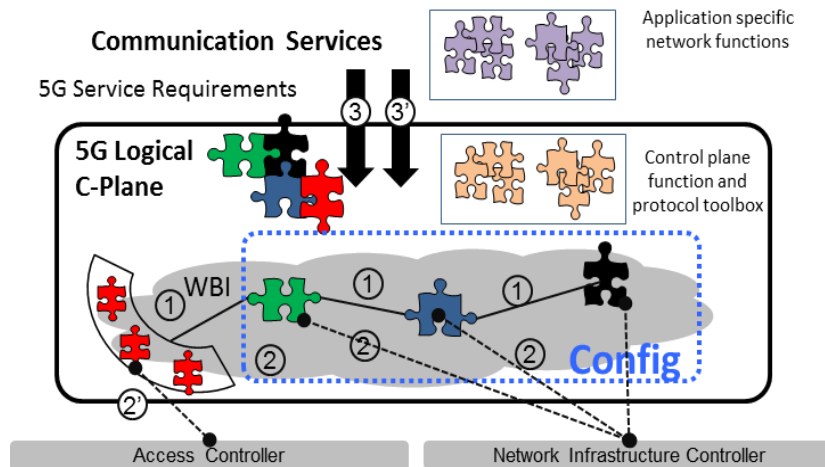 Communication Services
Application specific
network functions
5G Service Requirements
3
3'
5G Logical
C-Plane
Control plane
function and
protocol toolbox
1
WBI
1
1
2
2
2
Config
2'
Access Controller
Network Infrastructure Controller